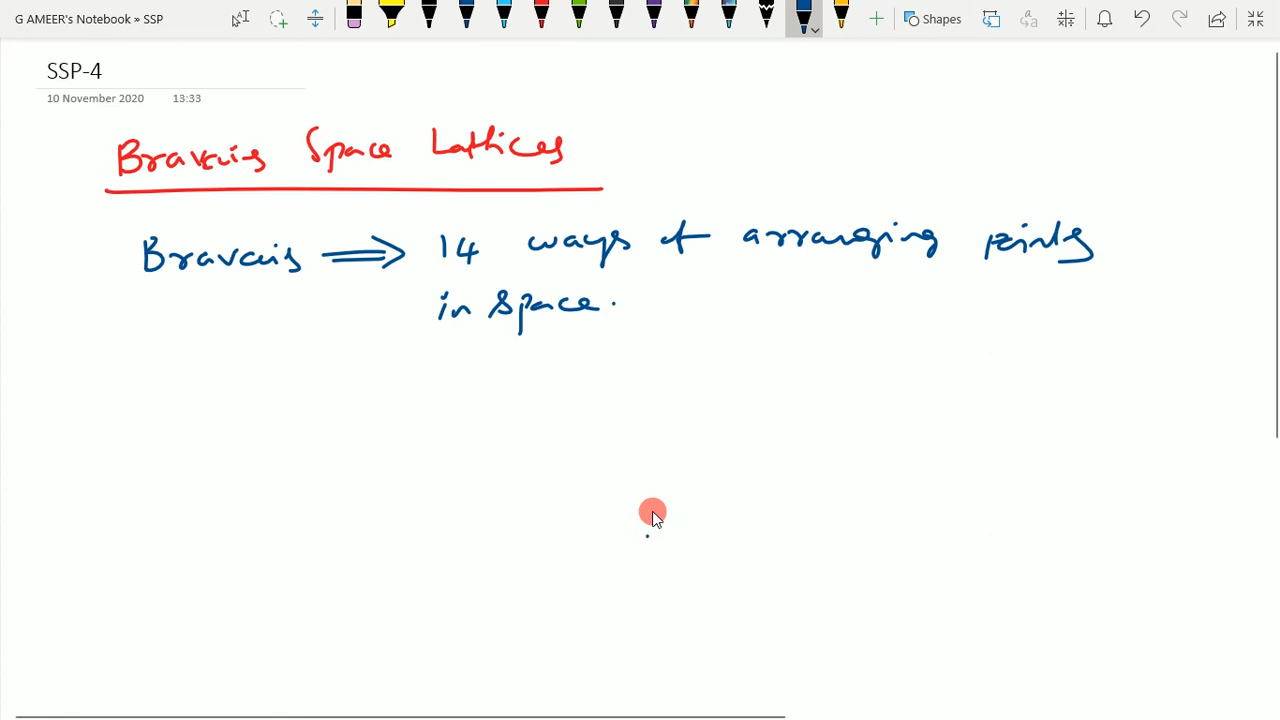 G AMEER's Notebook » SSP
Shapes
SSP-4
10 November 2020 13:33
Bravais Space Lattices
Bravais ⇒ 14 ways of arranging points
in space.